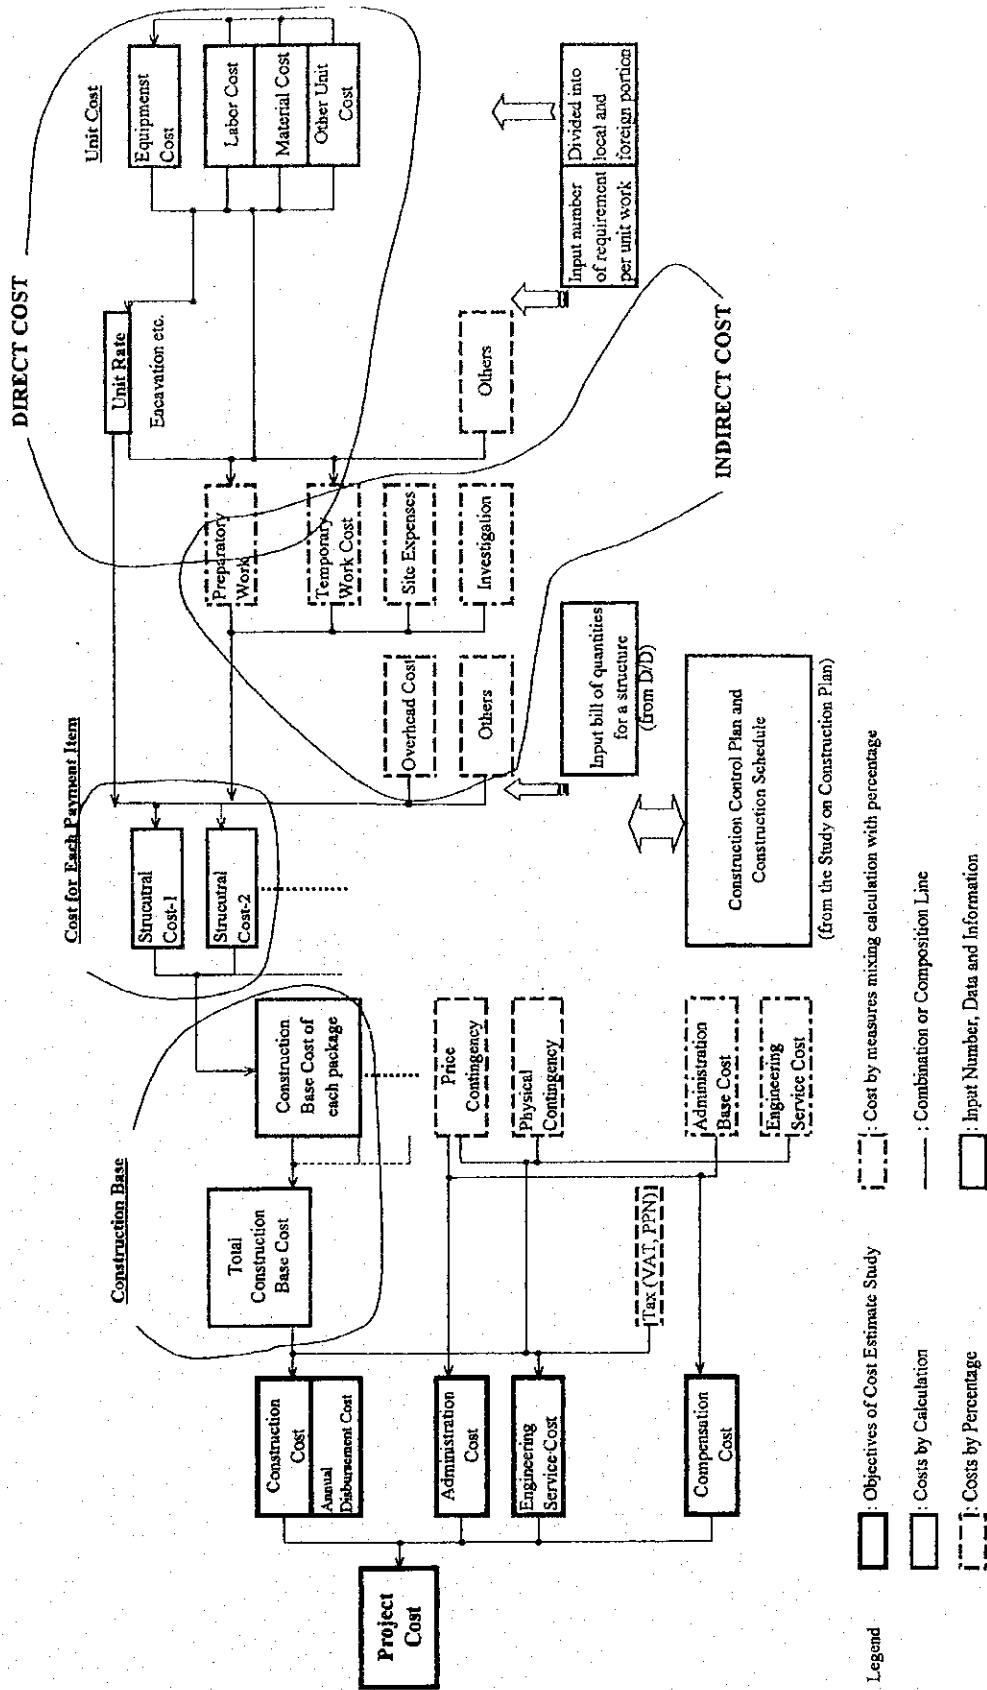 DIRECT COST
Unit Cost
Equipmenst
Cost
Labor Cost
Material Cost
Other Unit
Cost
Unit Rate
Encavation etc.
Divided into
local and
foreign portion
Input number
of requirement
per unit work
Others
INDIRECT COST
Preparatory
Work
Temporary
Work Cost
Site Expenses
Investigation
Overhead Cost
Others
Input bill of quantities
for a structure
(from D/D)
Cost for Each Payment Item
Strucutral
Cost-1
Strucutral
Cost-2
Construction Control Plan and
Construction Schedule
(from the Study on Construction Plan)
Construction Base
Construction
Base Cost of
each package
Total
Construction
Base Cost
Price
Contingency
Physical
Contingency
Administration
Base Cost
Engineering
Service Cost
Tax (VAT, PPN)
Construction
Cost
Annual
Disbursement Cost
Administration
Cost
Engineering
Service Cost
Compensation
Cost
Project
Cost
Legend
: Objectives of Cost Estimate Study
: Costs by Calculation
: Costs by Percentage
: Cost by measures mixing calculation with percentage
: Combination or Composition Line
: Input Number, Data and Information